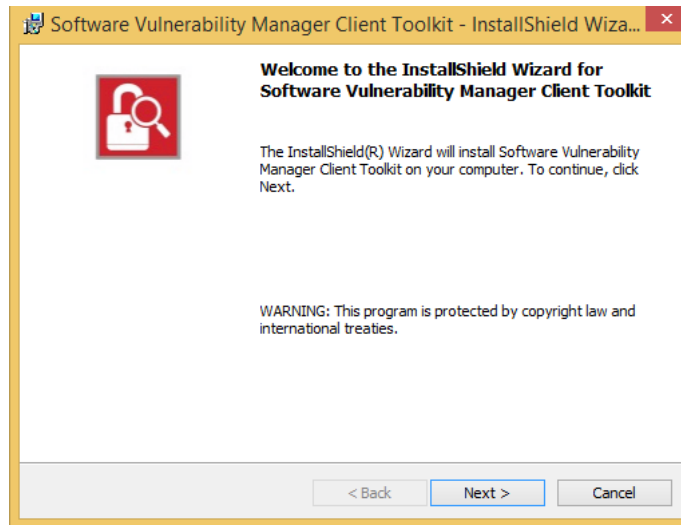 Software Vulnerability Manager Client Toolkit - InstallShield Wiza...
Welcome to the InstallShield Wizard for
Software Vulnerability Manager Client Toolkit
The InstallShield(R) Wizard will install Software Vulnerability
Manager Client Toolkit on your computer. To continue, click
Next.
WARNING: This program is protected by copyright law and
international treaties.
< Back
Next >
Cancel